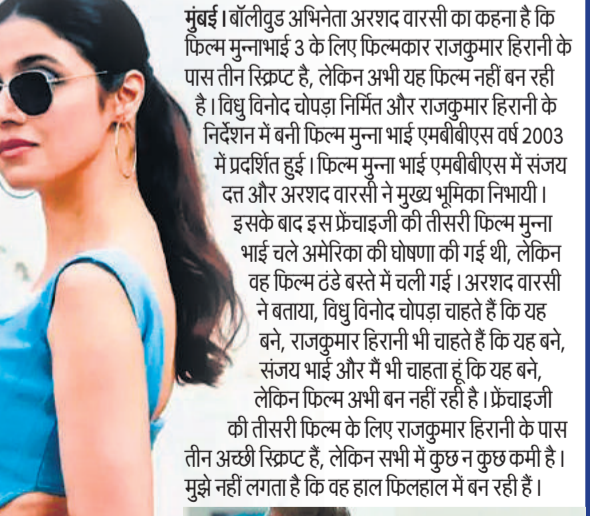 मुंबई। बॉलीवुड अभिनेता अरशद वारसी का कहना है कि
फिल्म मुन्नाभाई 3 के लिए फिल्मकार राजकुमार हिरानी के
पास तीन स्क्रिप्ट है, लेकिन अभी यह फिल्म नहीं बन रही
है। विधु विनोद चोपड़ा निर्मित और राजकुमार हिरानी के
निर्देशन में बनी फिल्म मुन्ना भाई एमबीबीएस वर्ष 2003
में प्रदर्शित हुई। फिल्म मुन्ना भाई एमबीबीएस में संजय
दत्त और अरशद वारसी ने मुख्य भूमिका निभायी।
इसके बाद इस फ्रेंचाइजी की तीसरी फिल्म मुन्ना
भाई चले अमेरिका की घोषणा की गई थी, लेकिन
वह फिल्म ठंडे बस्ते में चली गई। अरशद वारसी
ने बताया, विधु विनोद चोपड़ा चाहते हैं कि यह
बने, राजकुमार हिरानी भी चाहते हैं कि यह बने,
संजय भाई और मैं भी चाहता हूं कि यह बने,
लेकिन फिल्म अभी बन नहीं रही है। फ्रेंचाइजी
की तीसरी फिल्म के लिए राजकुमार हिरानी के पास
तीन अच्छी स्क्रिप्ट हैं, लेकिन सभी में कुछ न कुछ कमी है।
मुझे नहीं लगता है कि वह हाल फिलहाल में बन रही हैं।